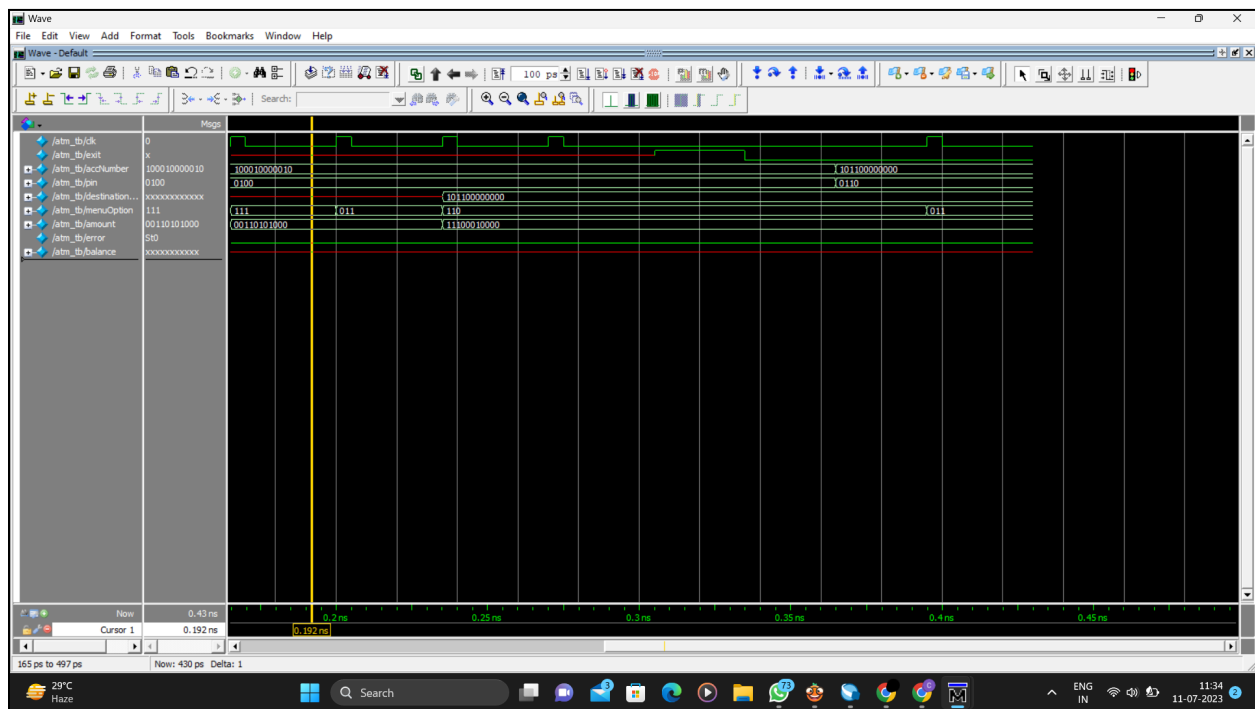 Wave
File Edit View Add Format Tools Bookmarks Window Help
Wave - Default
100 ps
Search:
Msgs
/atm_tb/clk 0
/atm_tb/exit x
/atm_tb/accNumber 100010000010 100010000010 101100000000
/atm_tb/pin 0100 0100 0110
/atm_tb/destination... xxxxxxxxxxxx 101100000000
/atm_tb/menuOption 111 111 011 110 011
/atm_tb/amount 00110101000 00110101000 11100010000
/atm_tb/error St0
/atm_tb/balance xxxxxxxxxxx
Now 0.43 ns 0.2 ns 0.25 ns 0.3 ns 0.35 ns 0.4 ns 0.45 ns
Cursor 1 0.192 ns 0.192 ns
165 ps to 497 ps Now: 430 ps Delta: 1
29°C
Haze
Search
3
73
C
M
ENG
IN
11:34
11-07-2023
2